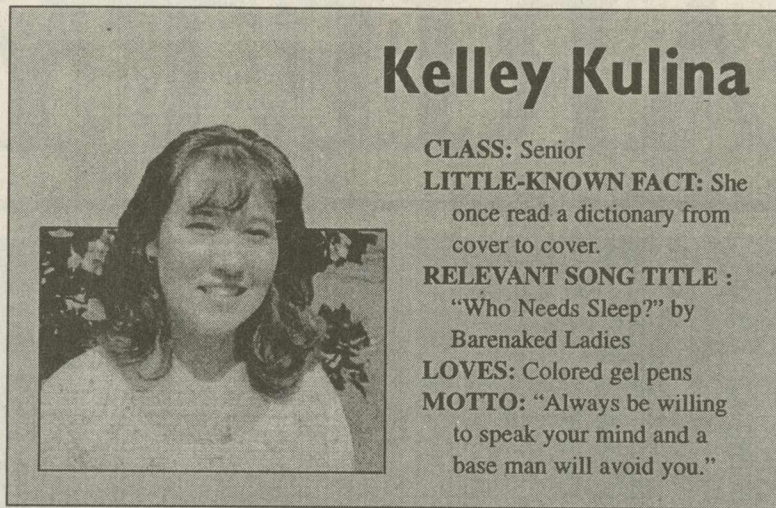 Kelley Kulina
CLASS: Senior
LITTLE-KNOWN FACT: She
once read a dictionary from
cover to cover.
RELEVANT SONG TITLE :
“Who Needs Sleep?” by
Barenaked Ladies
LOVES: Colored gel pens
MOTTO: “Always be willing
to speak your mind and a
base man will avoid you.”